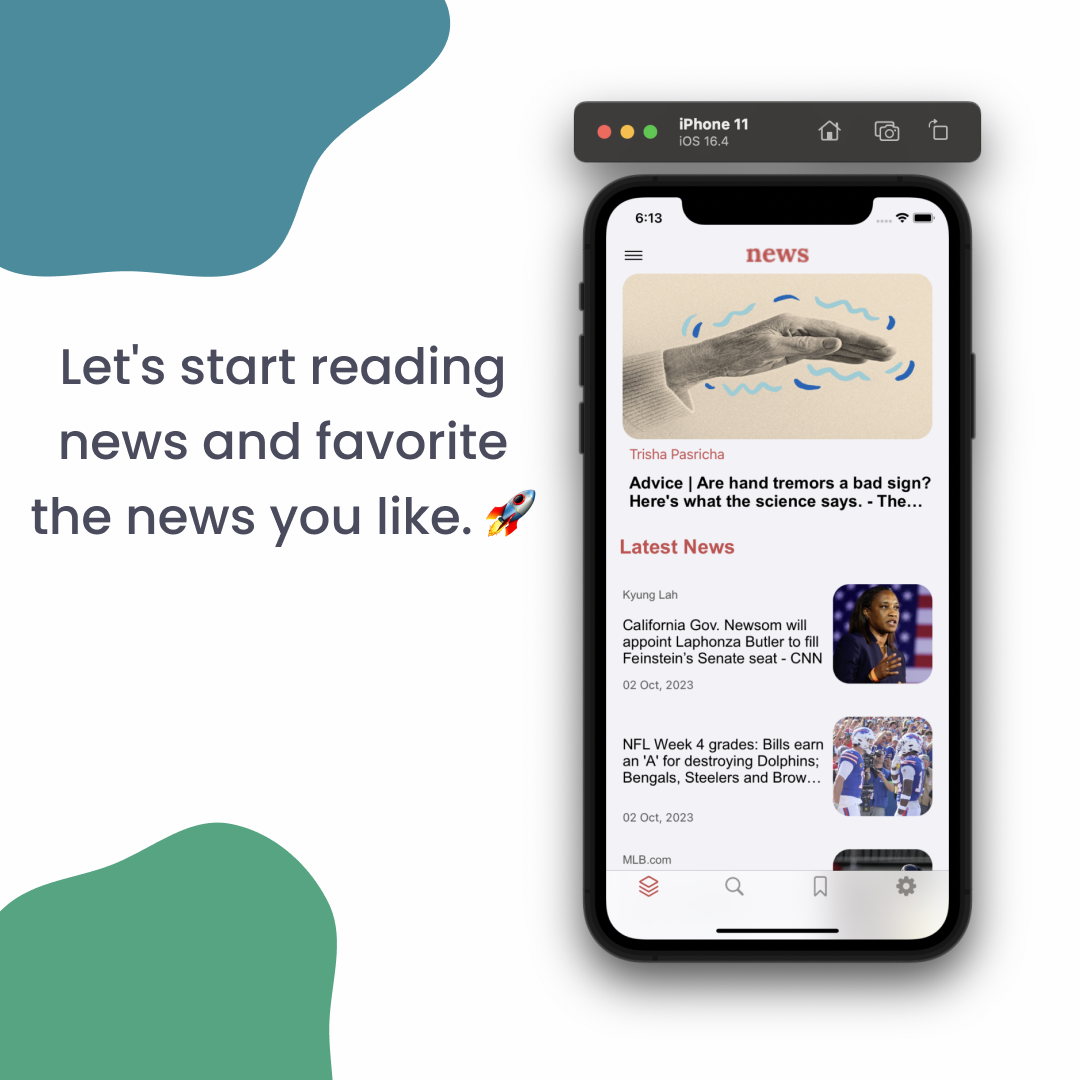 Let's start reading
news and favorite
the news you like. 🚀
iPhone 11
iOS 16.4
6:13
news
Trisha Pasricha
Advice | Are hand tremors a bad sign?
Here's what the science says. - The...
Latest News
Kyung Lah
California Gov. Newsom will
appoint Laphonza Butler to fill
Feinstein's Senate seat - CNN
02 Oct, 2023
NFL Week 4 grades: Bills earn
an 'A' for destroying Dolphins;
Bengals, Steelers and Brow...
02 Oct, 2023
MLB.com